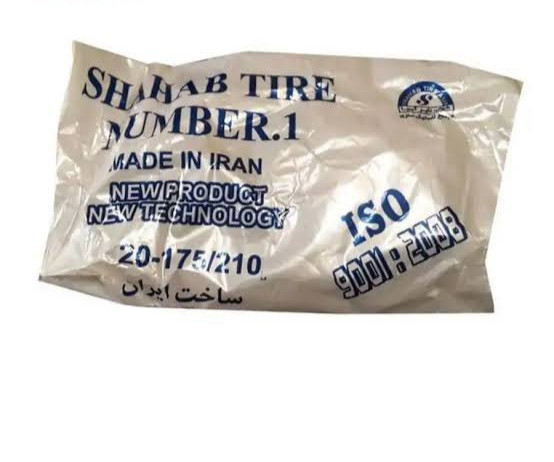 SHAHAB TIRE
NUMBER.1
MADE IN IRAN
NEW PRODUCT
NEW TECHNOLOGY
20-175/210
ساخت ایران
ISO
9001:2008